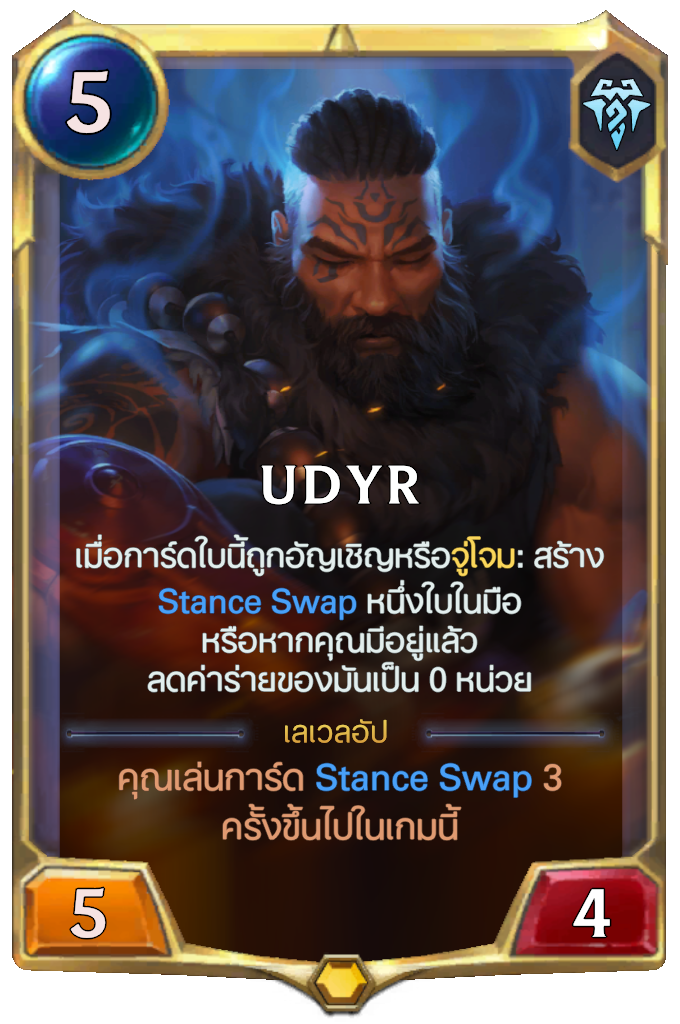 5
UDYR
เมื่อการ์ดใบนี้ถูกอัญเชิญหรือจู่โจม: สร้าง
Stance Swap หนึ่งใบในมือ
หรือหากคุณมีอยู่แล้ว
ลดค่าร่ายของมันเป็น 0 หน่วย
เลเวลอัป
คุณเล่นการ์ด Stance Swap 3
ครั้งขึ้นไปในเกมนี้
5
4